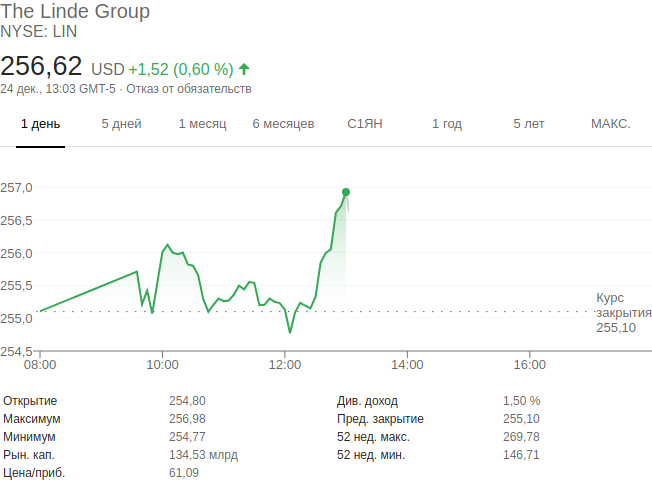 The Linde Group
NYSE: LIN
256,62 USD +1,52 (0,60 %)
24 дек., 13:03 GMT-5 · Отказ от обязательств
1 день 5 дней 1 месяц 6 месяцев С1ЯН 1 год 5 лет МАКС.
257,0
256,5
256,0
255,5
255,0
254,5
Курс
закрытия
255,10
08:00 10:00 12:00 14:00 16:00
Открытие 254,80 Див. доход 1,50 %
Максимум 256,98 Пред. закрытие 255,10
Минимум 254,77 52 нед. макс. 269,78
Рын. кап. 134,53 млрд 52 нед. мин. 146,71
Цена/приб. 61,09